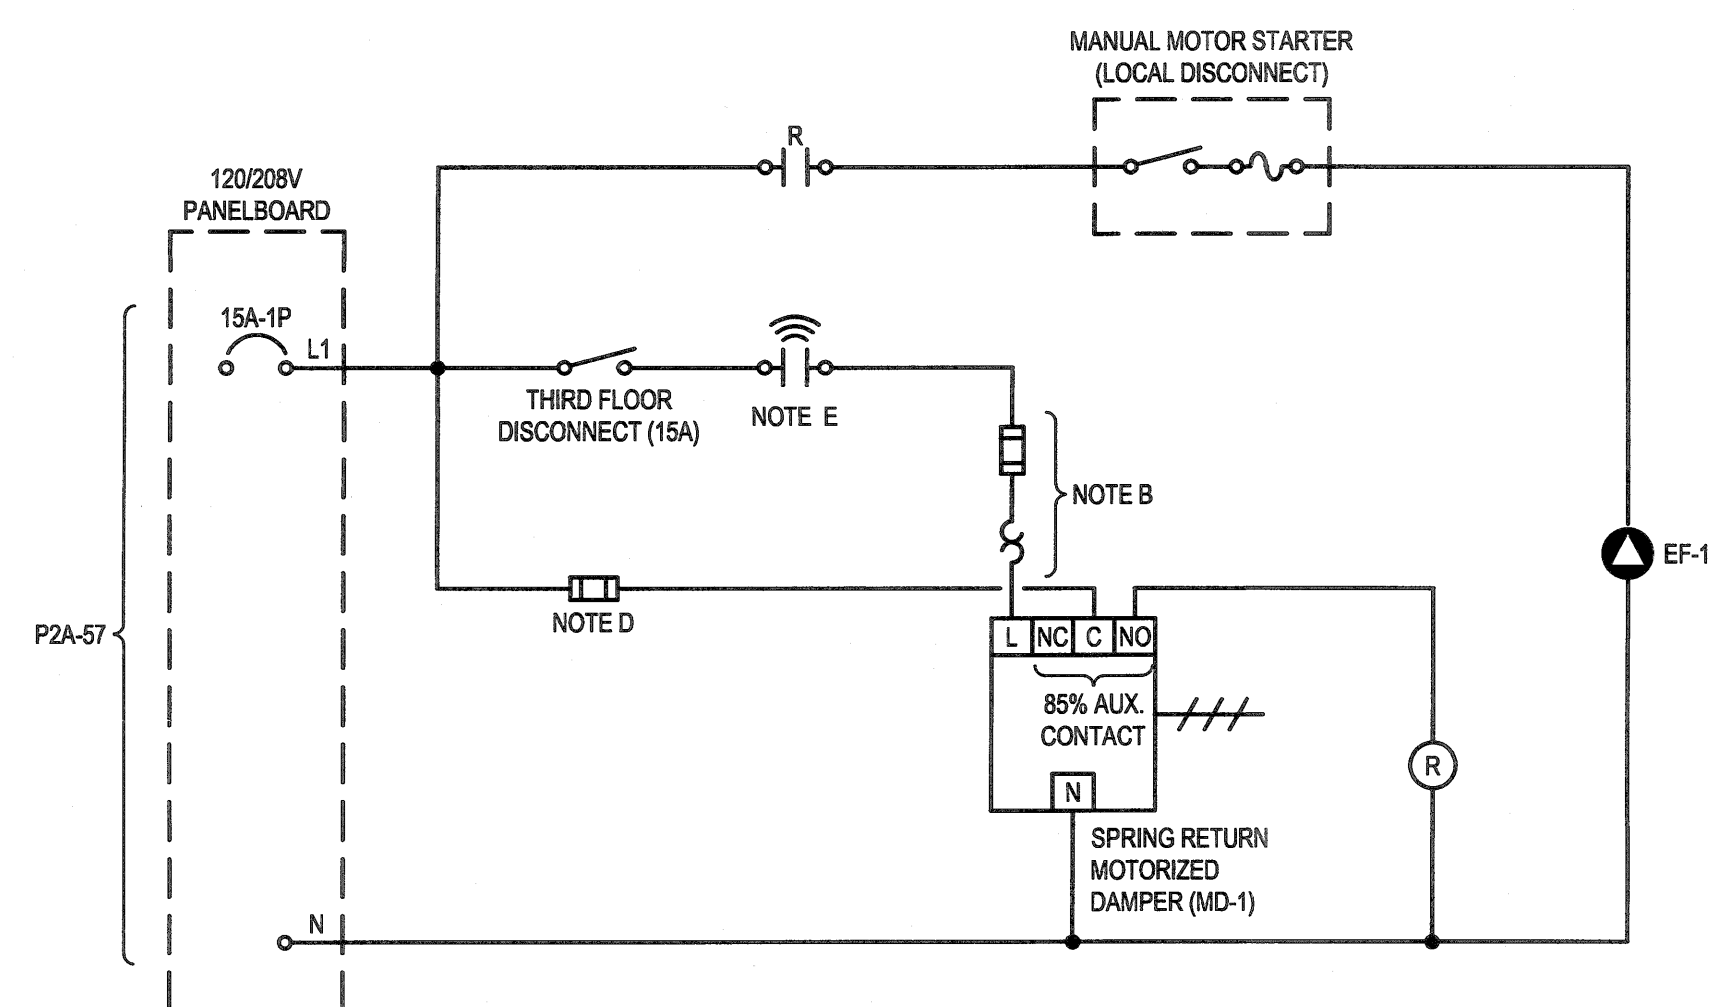 MANUAL MOTOR STARTER
(LOCAL DISCONNECT)
R
120/208V
PANELBOARD
15A-1P
L1
THIRD FLOOR
DISCONNECT (15A)
NOTE E
NOTE B
EF-1
NOTE D
P2A-57
L NC C NO
85% AUX.
CONTACT
R
N
SPRING RETURN
MOTORIZED
DAMPER (MD-1)
N